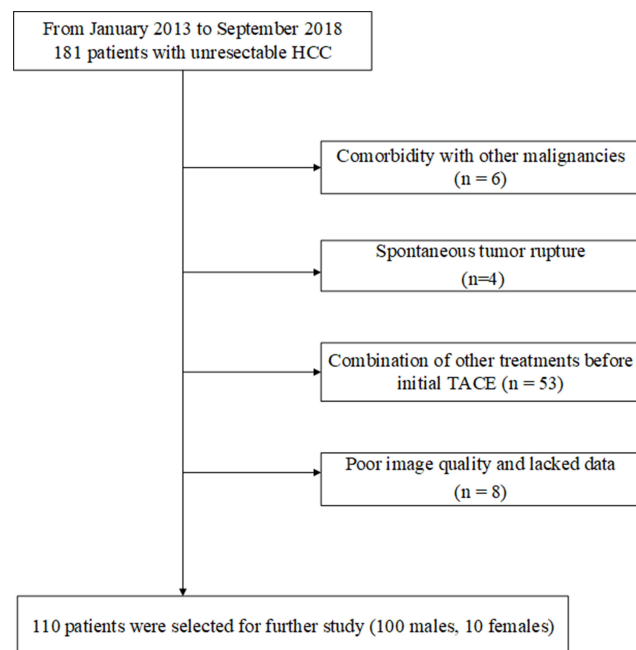 From January 2013 to September 2018
181 patients with unresectable HCC
Comorbidity with other malignancies
(n = 6)
Spontaneous tumor rupture
(n=4)
Combination of other treatments before
initial TACE (n = 53)
Poor image quality and lacked data
(n = 8)
110 patients were selected for further study (100 males, 10 females)